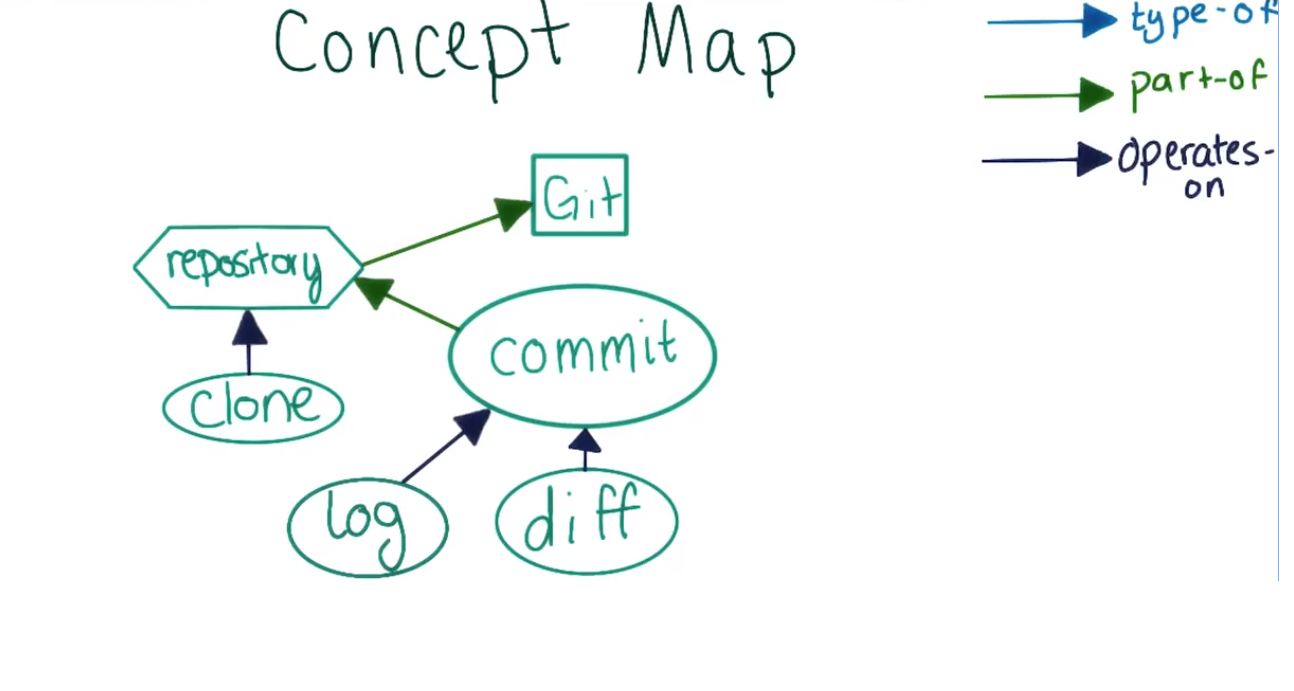 Concept Map
type-of
part-of
operates-
on
Git
repository
commit
clone
log
diff